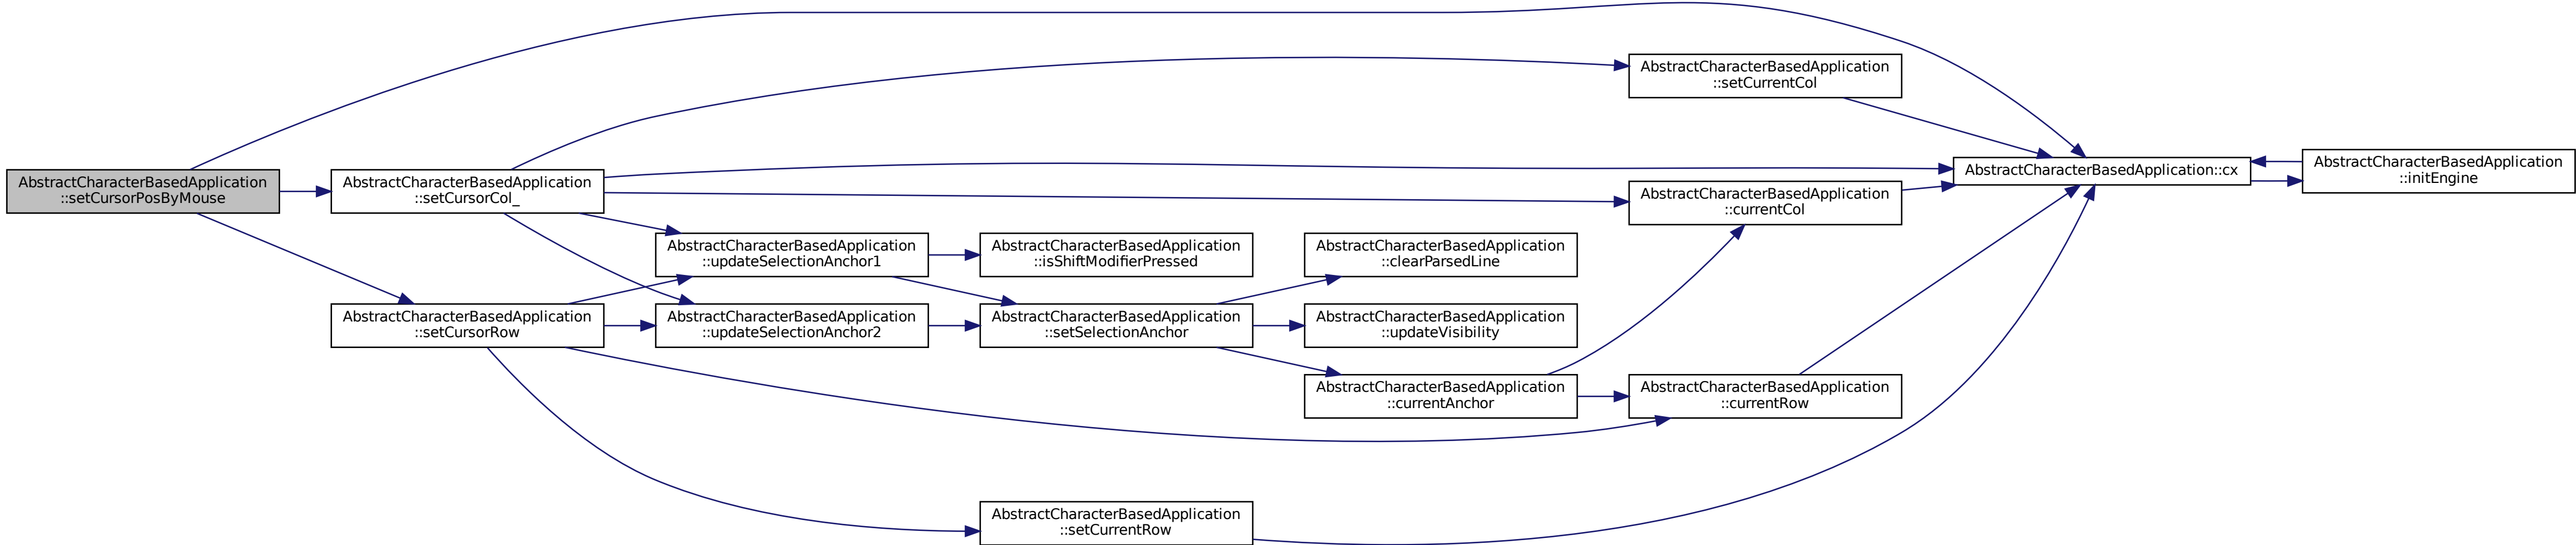 AbstractCharacterBasedApplication
::setCursorPosByMouse
AbstractCharacterBasedApplication
::setCursorCol_
AbstractCharacterBasedApplication
::setCursorRow
AbstractCharacterBasedApplication
::updateSelectionAnchor1
AbstractCharacterBasedApplication
::updateSelectionAnchor2
AbstractCharacterBasedApplication
::isShiftModifierPressed
AbstractCharacterBasedApplication
::setSelectionAnchor
AbstractCharacterBasedApplication
::setCurrentRow
AbstractCharacterBasedApplication
::clearParsedLine
AbstractCharacterBasedApplication
::updateVisibility
AbstractCharacterBasedApplication
::currentAnchor
AbstractCharacterBasedApplication
::setCurrentCol
AbstractCharacterBasedApplication
::currentCol
AbstractCharacterBasedApplication
::currentRow
AbstractCharacterBasedApplication::cx
AbstractCharacterBasedApplication
::initEngine